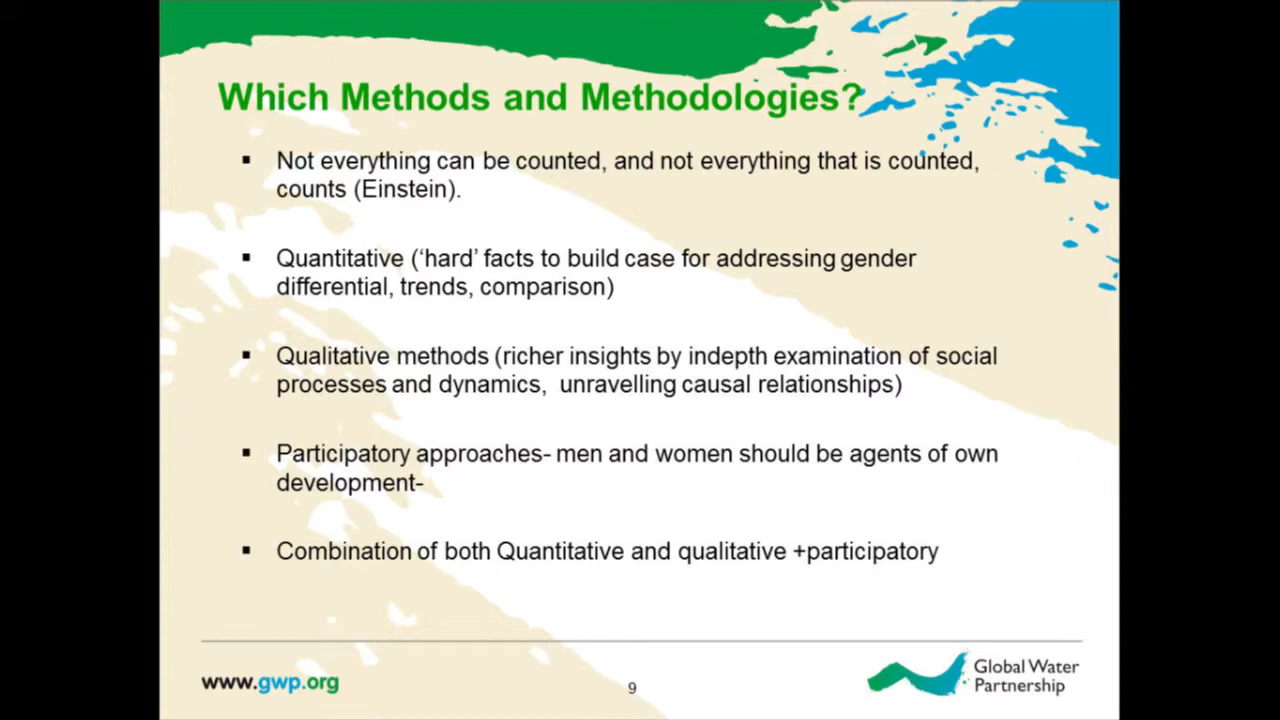 Which Methods and Methodologies?
▪ Not everything can be counted, and not everything that is counted,
counts (Einstein).
▪ Quantitative (‘hard’ facts to build case for addressing gender
differential, trends, comparison)
▪ Qualitative methods (richer insights by indepth examination of social
processes and dynamics, unravelling causal relationships)
▪ Participatory approaches- men and women should be agents of own
development-
▪ Combination of both Quantitative and qualitative +participatory
www.gwp.org
9
Global Water
Partnership